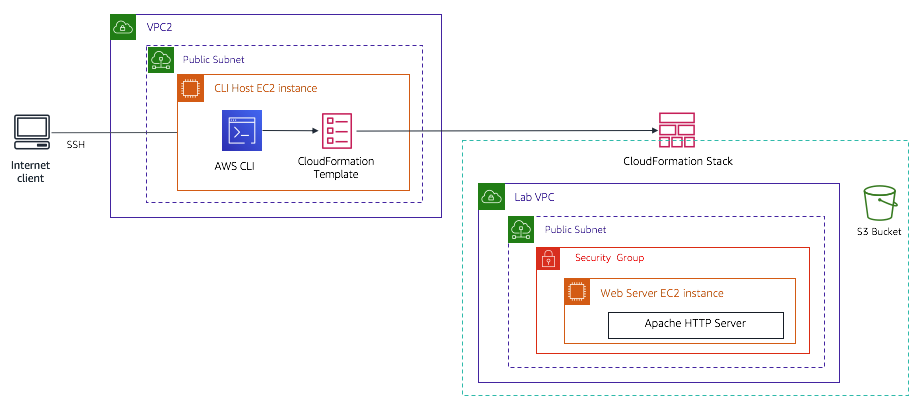 VPC2
Public Subnet
CLI Host EC2 instance
SSH
Internet
client
AWS CLI
CloudFormation
Template
CloudFormation Stack
Lab VPC
S3 Bucket
Public Subnet
Security Group
Web Server EC2 instance
Apache HTTP Server